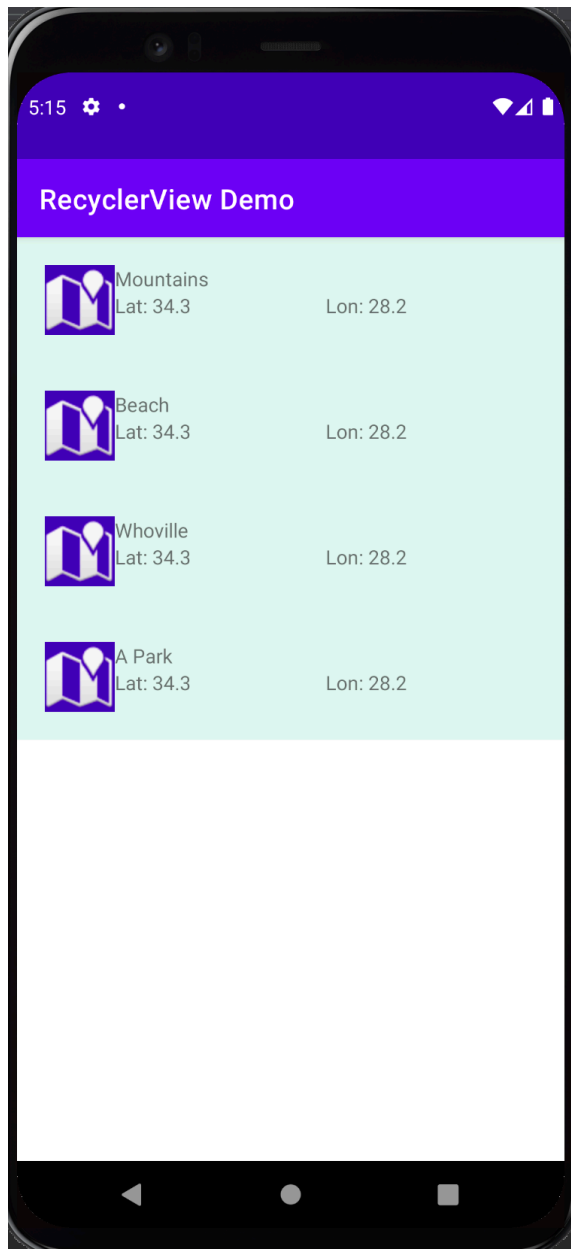 5:15
RecyclerView Demo
Mountains
Lat: 34.3 Lon: 28.2
Beach
Lat: 34.3 Lon: 28.2
Whoville
Lat: 34.3 Lon: 28.2
A Park
Lat: 34.3 Lon: 28.2